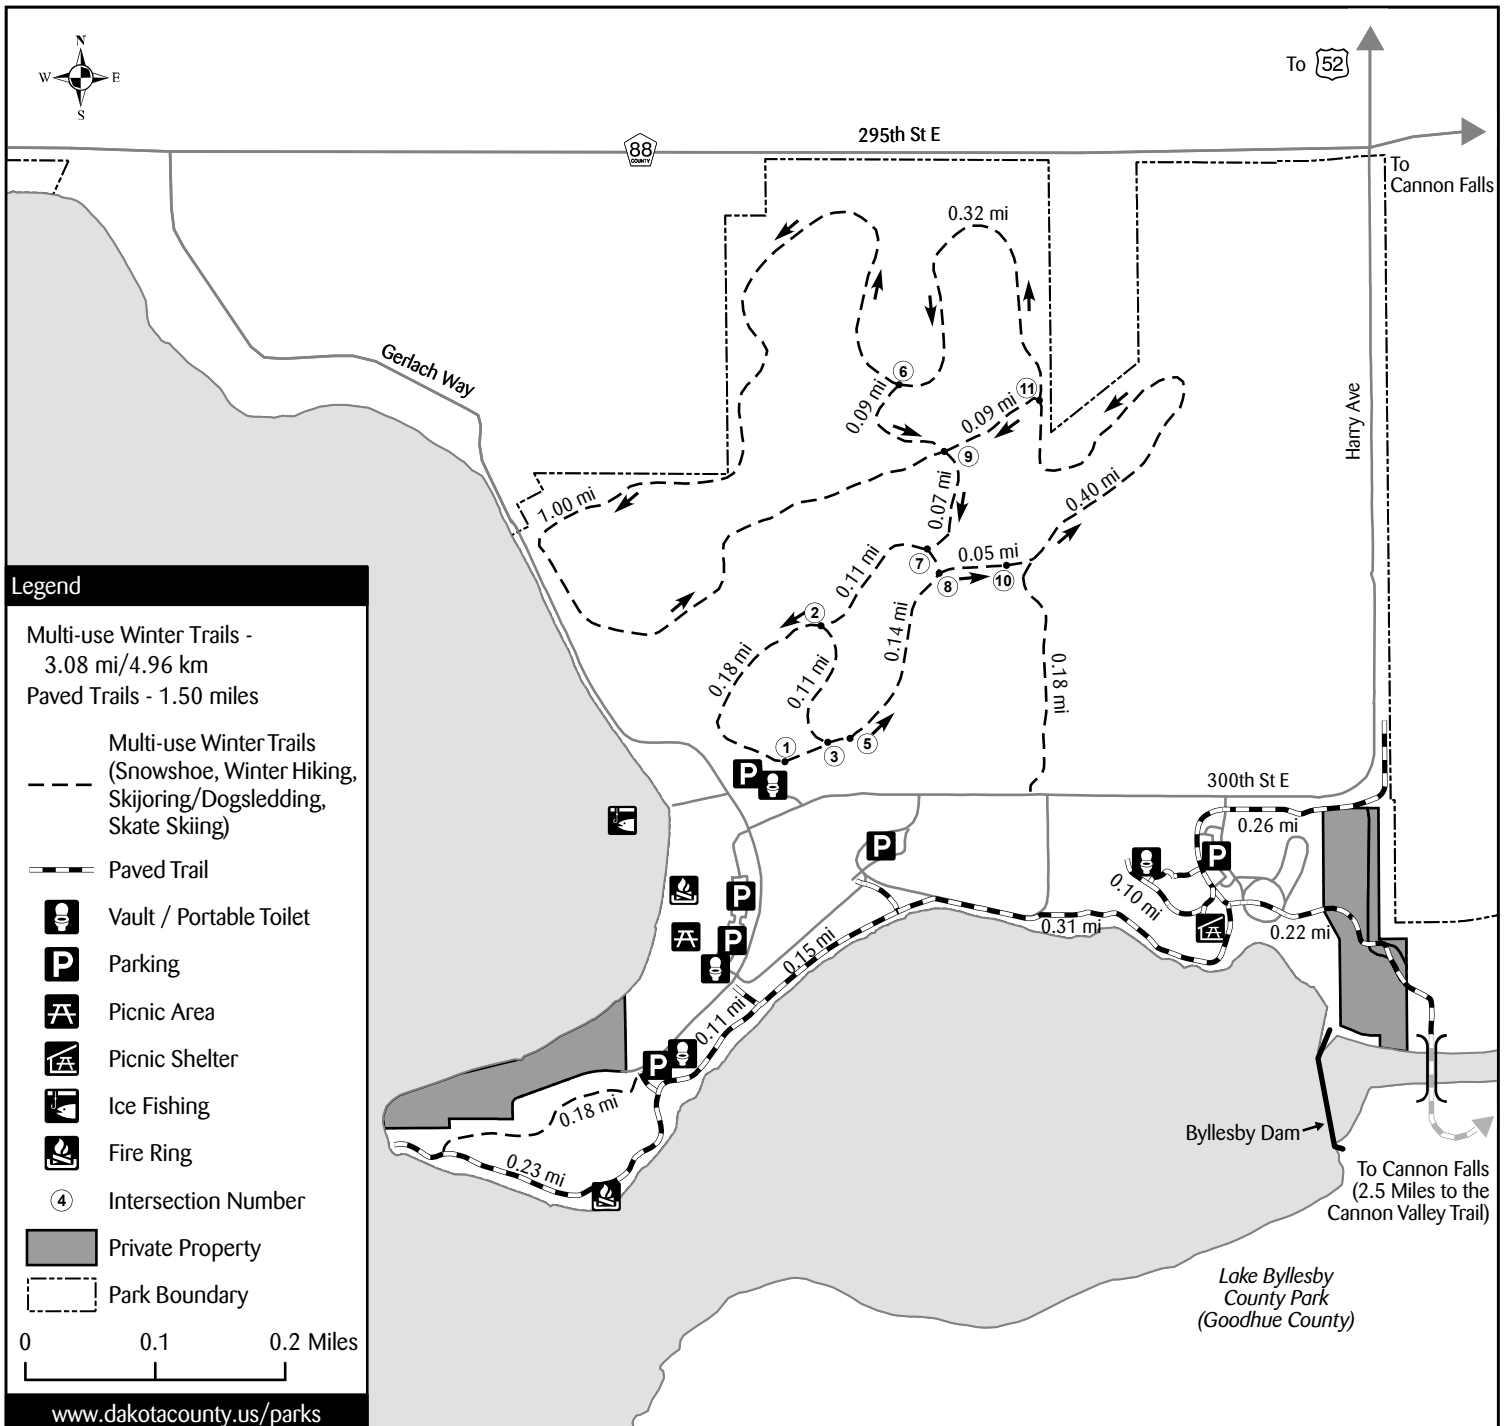 N
W E
S
To 52
295th St E
88
COUNTY
To
Cannon Falls
0.32 mi
Gerlach Way
Harry Ave
6
11
0.09 mi
0.09 mi
9
1.00 mi
0.07 mi
0.40 mi
0.11 mi
7
0.05 mi
8
10
2
0.14 mi
0.18 mi
0.11 mi
0.18 mi
1
3
5
P
300th St E
0.26 mi
P
P
0.10 mi
P
0.31 mi
0.22 mi
P
0.15 mi
0.11 mi
P
0.18 mi
0.23 mi
Byllesby Dam
To Cannon Falls
(2.5 Miles to the
Cannon Valley Trail)
Lake Byllesby
County Park
(Goodhue County)
Legend
Multi-use Winter Trails -
3.08 mi/4.96 km
Paved Trails - 1.50 miles
Multi-use Winter Trails
(Snowshoe, Winter Hiking,
Skijoring/Dogsledding,
Skate Skiing)
Paved Trail
Vault / Portable Toilet
P Parking
Picnic Area
Picnic Shelter
Ice Fishing
Fire Ring
4 Intersection Number
Private Property
Park Boundary
0 0.1 0.2 Miles
www.dakotacounty.us/parks